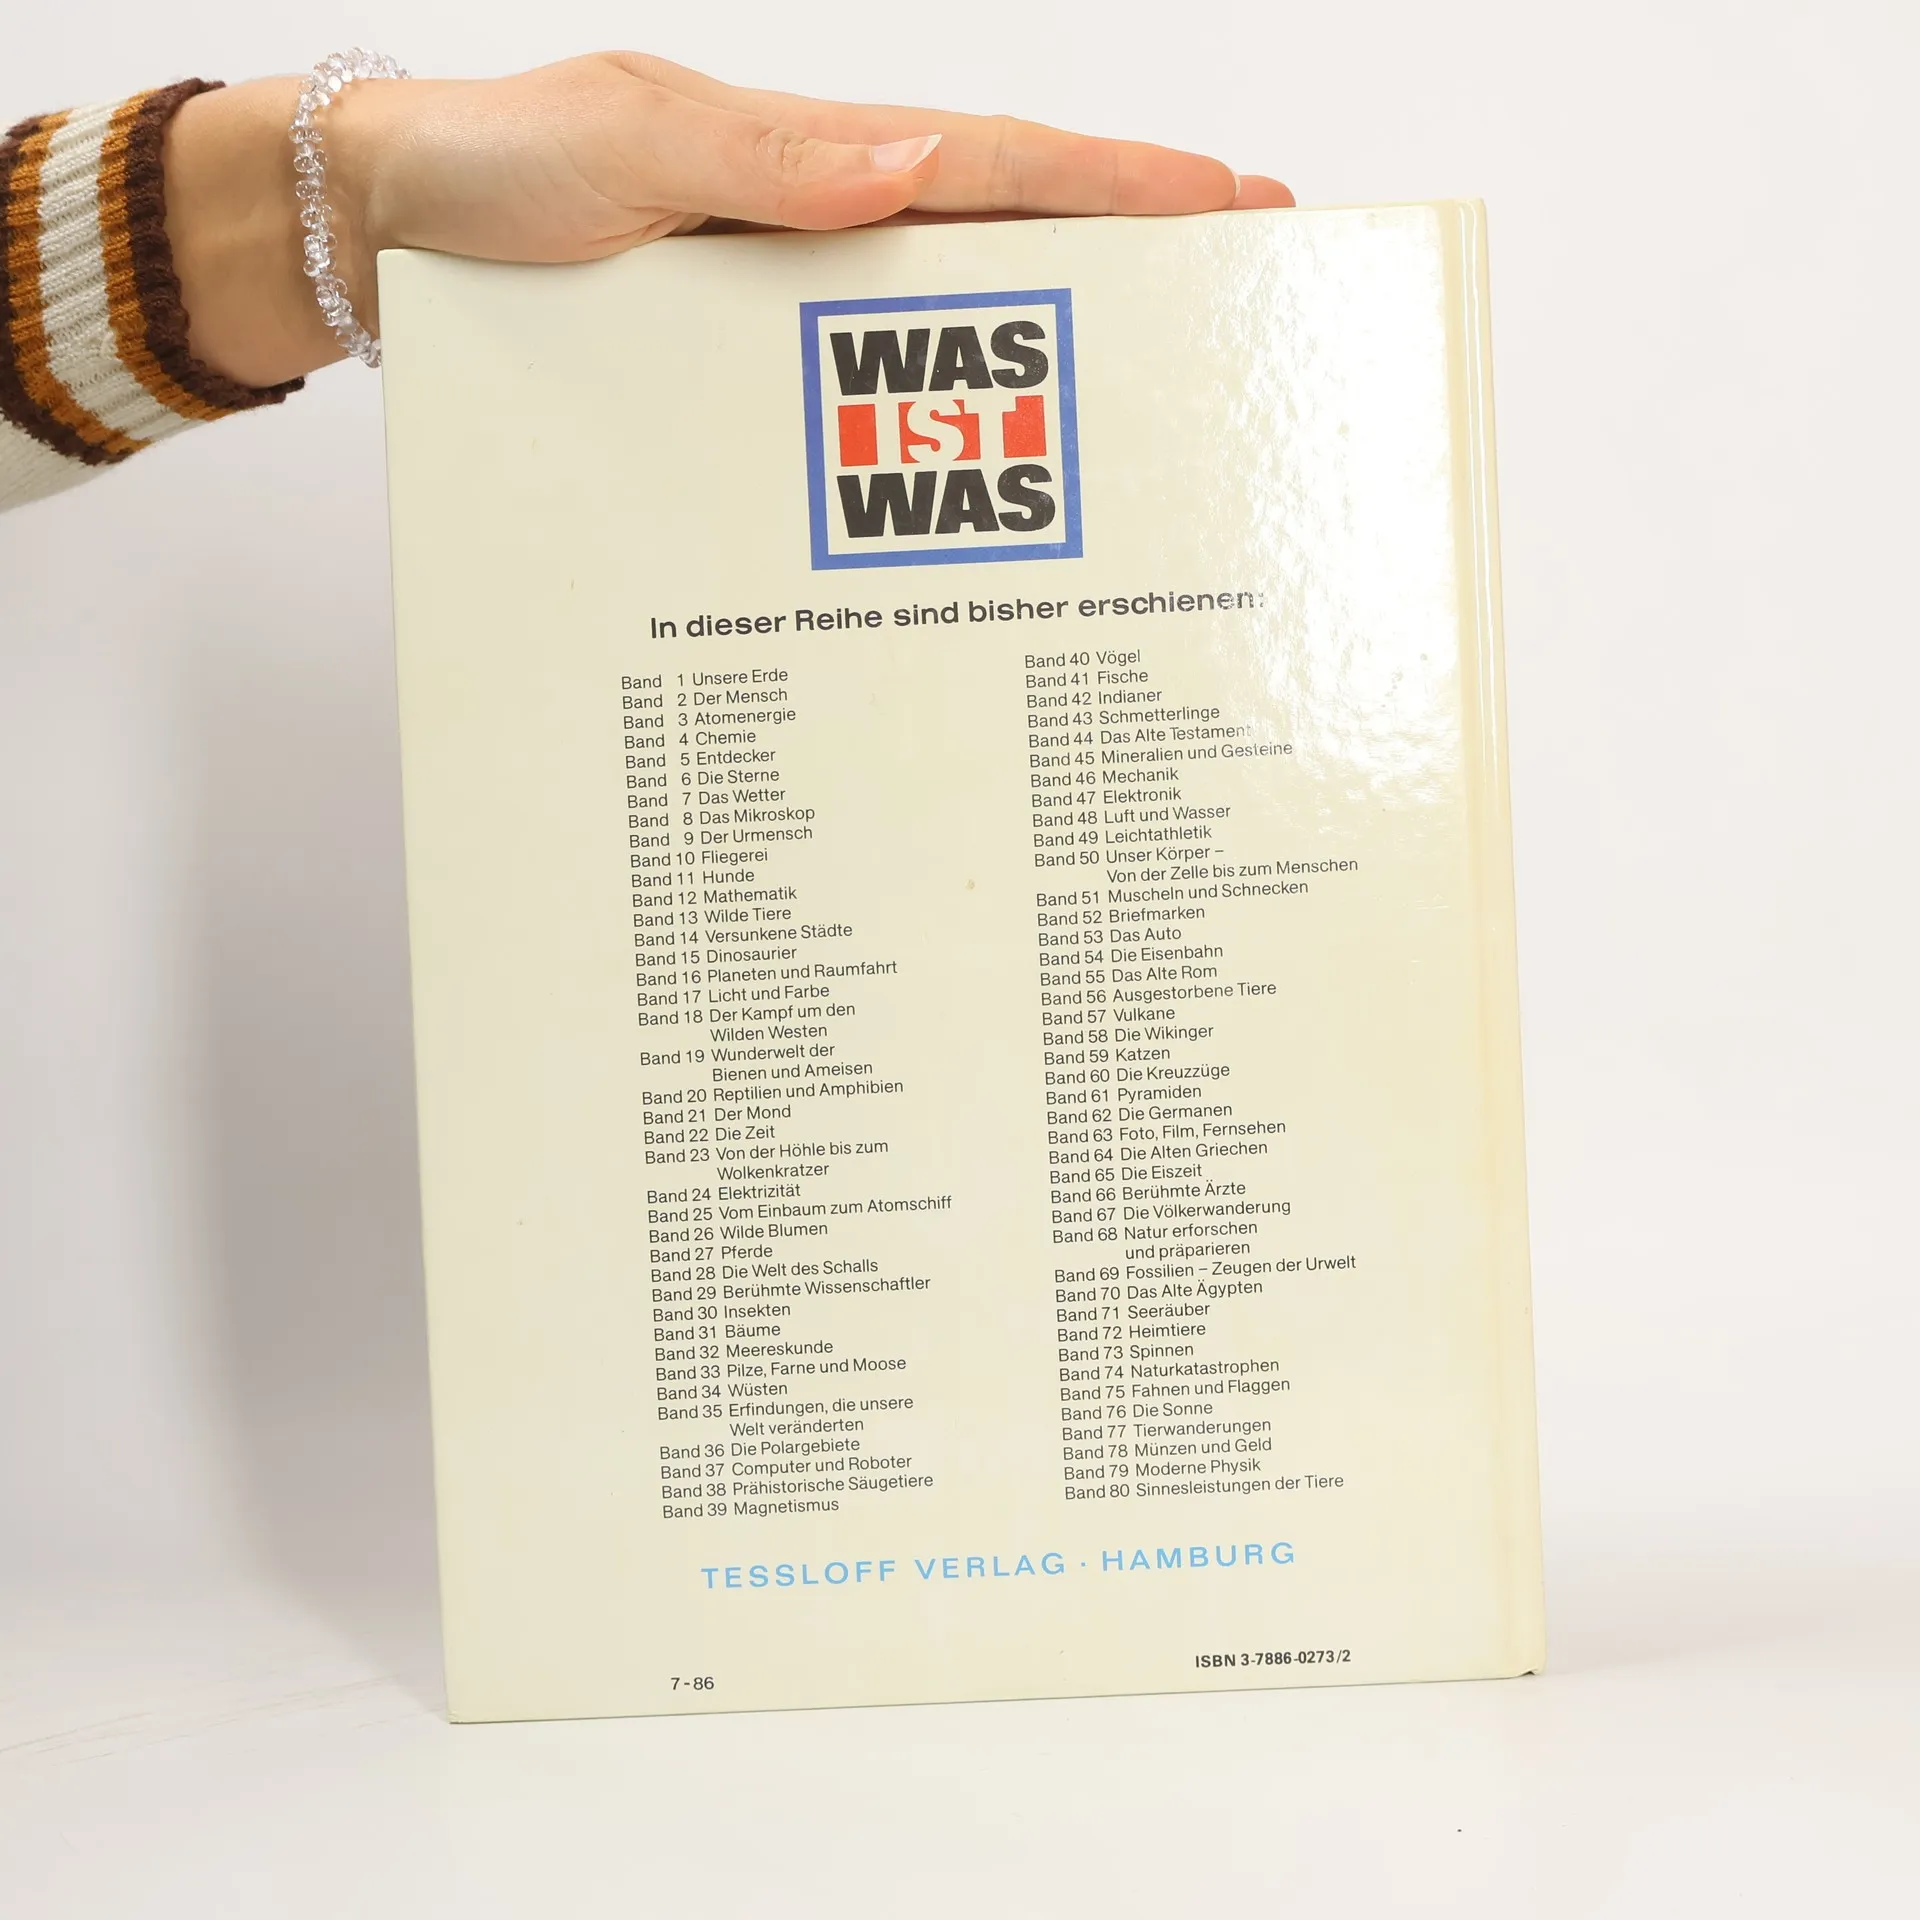 WAS
IST
WAS
In dieser Reihe sind bisher erschienen:
Band 1 Unsere Erde
Band 2 Der Mensch
Band 3 Atomenergie
Band 4 Chemie
Band 5 Entdecker
Band 6 Die Sterne
Band 7 Das Wetter
Band 8 Das Mikroskop
Band 9 Der Urmensch
Band 10 Fliegerei
Band 11 Hunde
Band 12 Mathematik
Band 13 Wilde Tiere
Band 14 Versunkene Städte
Band 15 Dinosaurier
Band 16 Planeten und Raumfahrt
Band 17 Licht und Farbe
Band 18 Der Kampf um den
Wilden Westen
Band 19 Wunderwelt der
Bienen und Ameisen
Band 20 Reptilien und Amphibien
Band 21 Der Mond
Band 22 Die Zeit
Band 23 Von der Höhle bis zum
Wolkenkratzer
Band 24 Elektrizität
Band 25 Vom Einbaum zum Atomschiff
Band 26 Wilde Blumen
Band 27 Pferde
Band 28 Die Welt des Schalls
Band 29 Berühmte Wissenschaftler
Band 30 Insekten
Band 31 Bäume
Band 32 Meereskunde
Band 33 Pilze, Farne und Moose
Band 34 Wüsten
Band 35 Erfindungen, die unsere
Welt veränderten
Band 36 Die Polargebiete
Band 37 Computer und Roboter
Band 38 Prähistorische Säugetiere
Band 39 Magnetismus
Band 40 Vögel
Band 41 Fische
Band 42 Indianer
Band 43 Schmetterlinge
Band 44 Das Alte Testament
Band 45 Mineralien und Gesteine
Band 46 Mechanik
Band 47 Elektronik
Band 48 Luft und Wasser
Band 49 Leichtathletik
Band 50 Unser Körper –
Von der Zelle bis zum Menschen
Band 51 Muscheln und Schnecken
Band 52 Briefmarken
Band 53 Das Auto
Band 54 Die Eisenbahn
Band 55 Das Alte Rom
Band 56 Ausgestorbene Tiere
Band 57 Vulkane
Band 58 Die Wikinger
Band 59 Katzen
Band 60 Die Kreuzzüge
Band 61 Pyramiden
Band 62 Die Germanen
Band 63 Foto, Film, Fernsehen
Band 64 Die Alten Griechen
Band 65 Die Eiszeit
Band 66 Berühmte Ärzte
Band 67 Die Völkerwanderung
Band 68 Natur erforschen
und präparieren
Band 69 Fossilien – Zeugen der Urwelt
Band 70 Das Alte Ägypten
Band 71 Seeräuber
Band 72 Heimtiere
Band 73 Spinnen
Band 74 Naturkatastrophen
Band 75 Fahnen und Flaggen
Band 76 Die Sonne
Band 77 Tierwanderungen
Band 78 Münzen und Geld
Band 79 Moderne Physik
Band 80 Sinnesleistungen der Tiere
TESSLOFF VERLAG · HAMBURG
7-86
ISBN 3-7886-0273/2